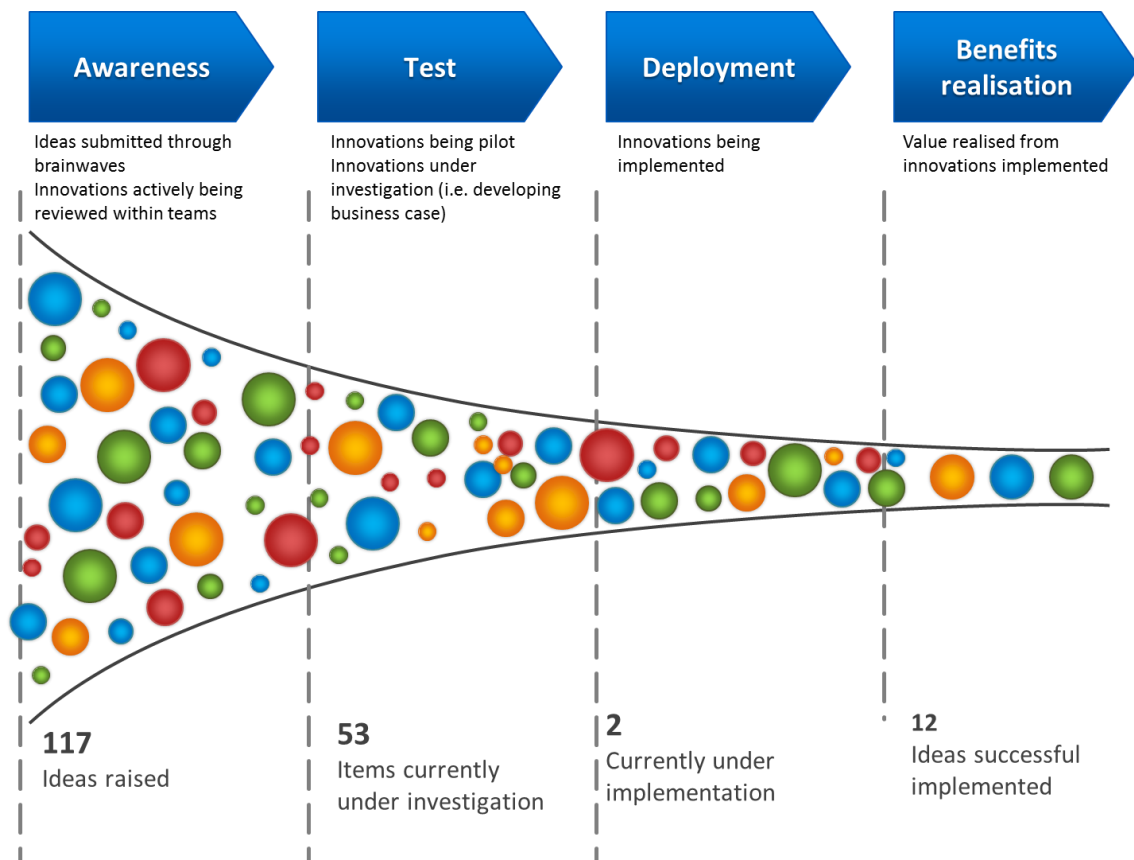 Awareness
Test
Deployment
Benefits
realisation
Ideas submitted through
brainwaves
Innovations actively being
reviewed within teams
Innovations being pilot
Innovations under
investigation (i.e. developing
business case)
Innovations being
implemented
Value realised from
innovations implemented
117
Ideas raised
53
Items currently
under investigation
2
Currently under
implementation
12
Ideas successful
implemented